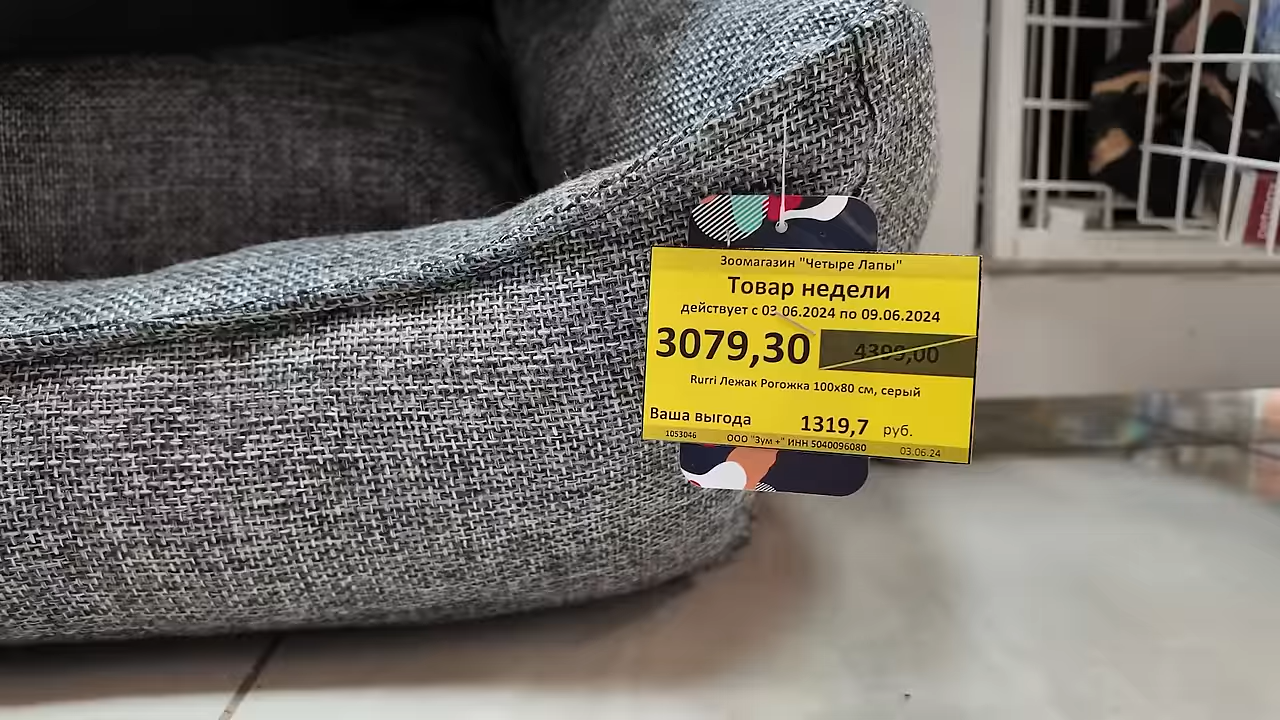 Зоомагазин "Четыре Лапы"
Товар недели
действует с 03.06.2024 по 09.06.2024
3079,30 4399,00
Rurri Лежак Рогожка 100х80 см, серый
Ваша выгода 1319,7 руб.
1053046 ООО "Зум +" ИНН 5040096080 03.06.24